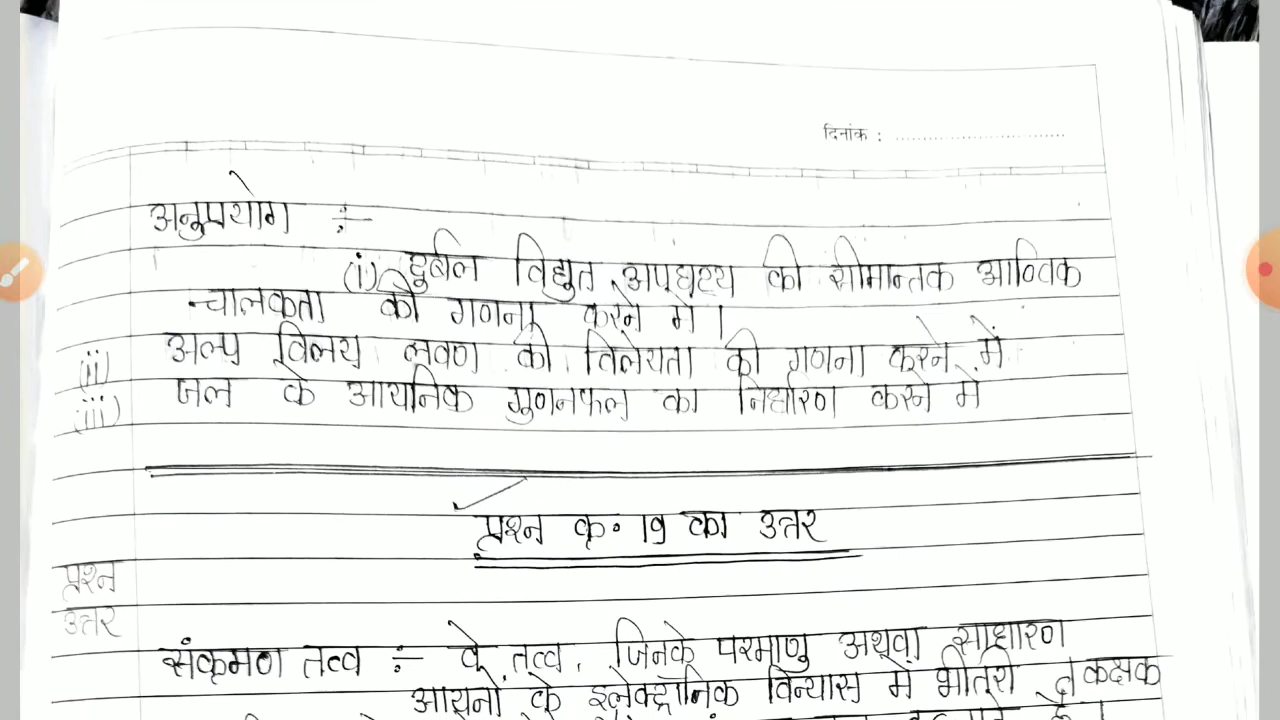 दिनांक : ..............................
अनुप्रयोग :-
(i) दुर्बल विद्युत अपघट्य की सीमान्तक आण्विक
चालकता की गणना करने में।
(ii) अल्प विलय लवण की विलेयता की गणना करने में
(iii) जल के आयनिक गुणनफल का निर्धारण करने में
प्रश्न क्र. 19 का उत्तर
प्रश्न
उत्तर
संक्रमण तत्व :- वे तत्व, जिनके परमाणु अथवा साधारण
आयनों के इलेक्ट्रॉनिक विन्यास में भीतरी d कक्षक